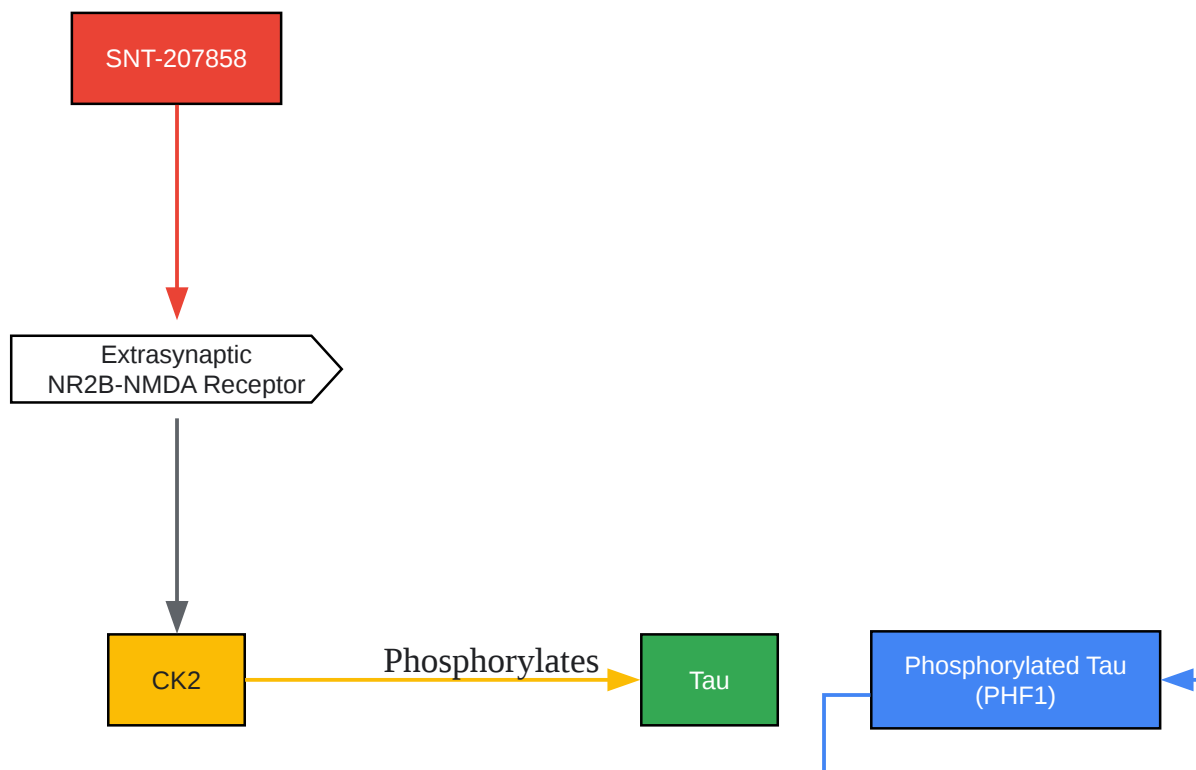 SNT-207858
Extrasynaptic
NR2B-NMDA Receptor
CK2
Phosphorylates
Tau
Phosphorylated Tau
(PHF1)